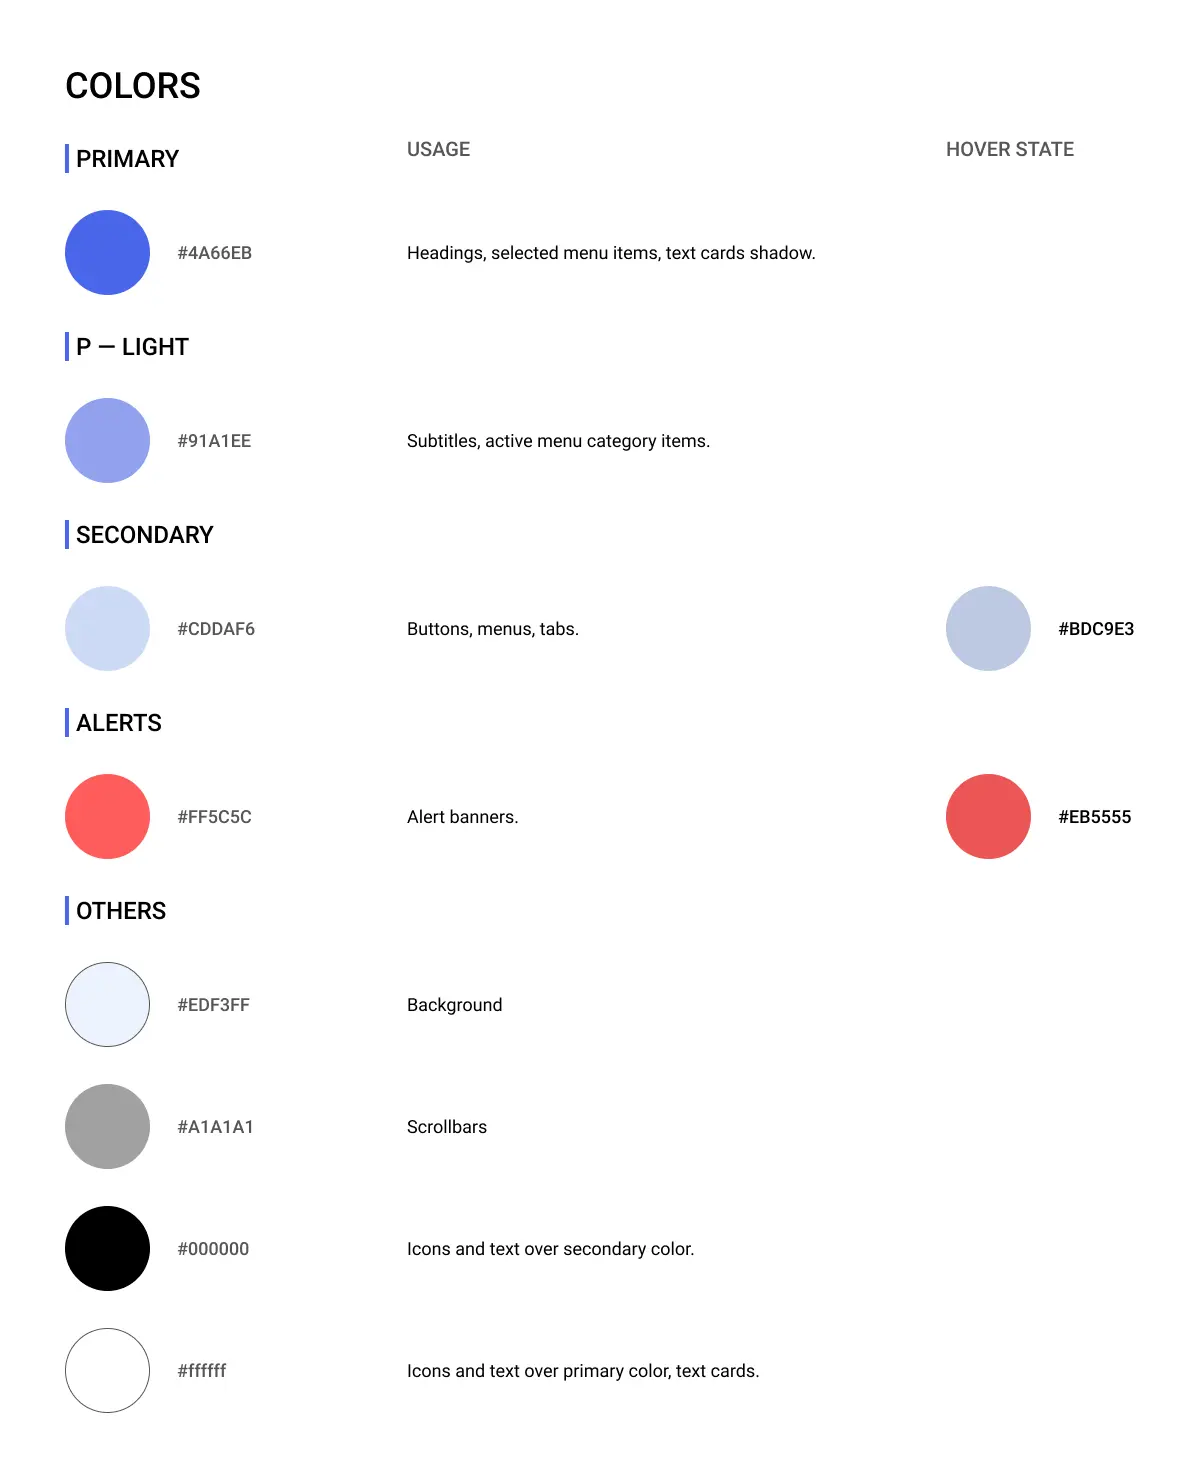 COLORS
PRIMARY
USAGE
HOVER STATE
#4A66EB
Headings, selected menu items, text cards shadow.
P — LIGHT
#91A1EE
Subtitles, active menu category items.
SECONDARY
#CDDAF6
Buttons, menus, tabs.
#BDC9E3
ALERTS
#FF5C5C
Alert banners.
#EB5555
OTHERS
#EDF3FF
Background
#A1A1A1
Scrollbars
#000000
Icons and text over secondary color.
#ffffff
Icons and text over primary color, text cards.